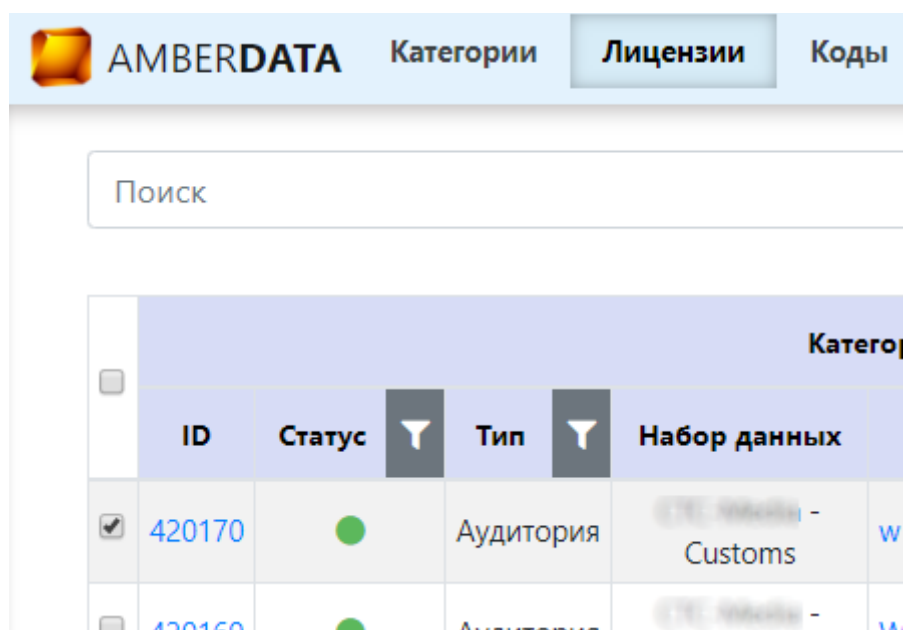 AMBERDATA Категории Лицензии Коды
Поиск
ID Статус Тип Набор данных
420170 Аудитория - Customs